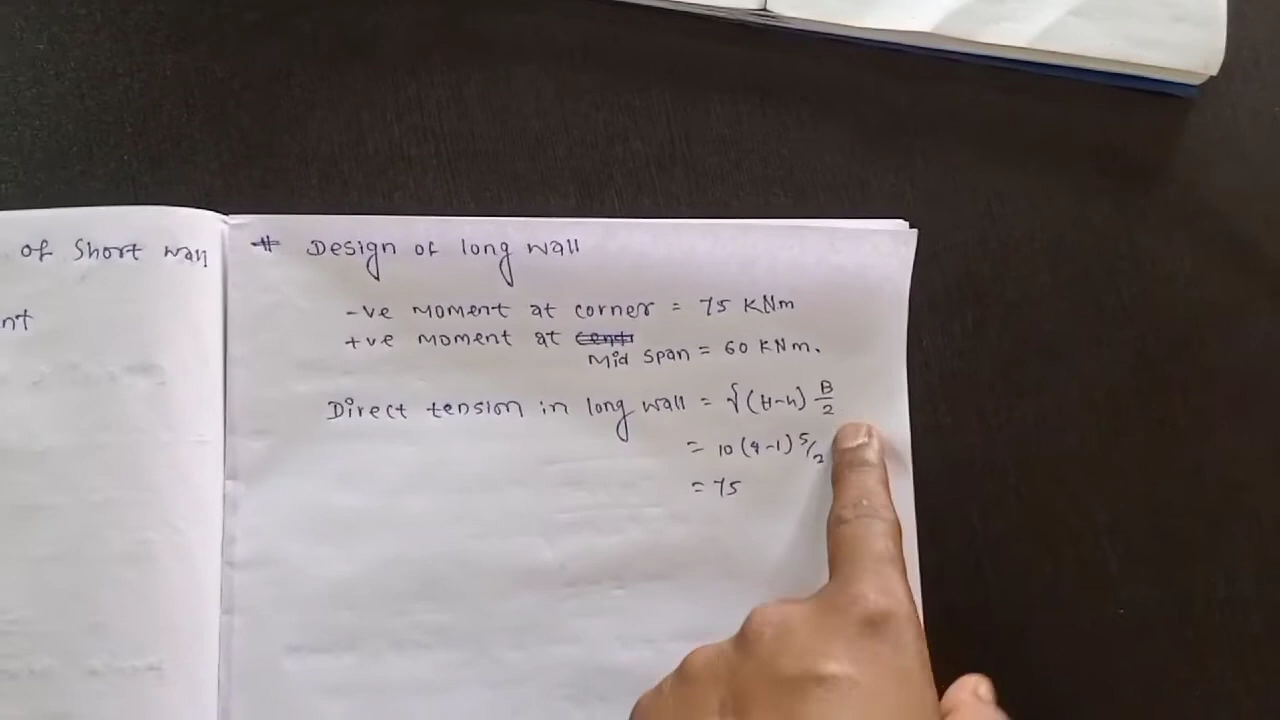 of Short wall
nt
# Design of long wall
-ve moment at corner = 75 KNm
+ve moment at
Mid span = 60 KNm.
Direct tension in long wall = γ(H-h) B/2
= 10(4-1) 5/2
= 75